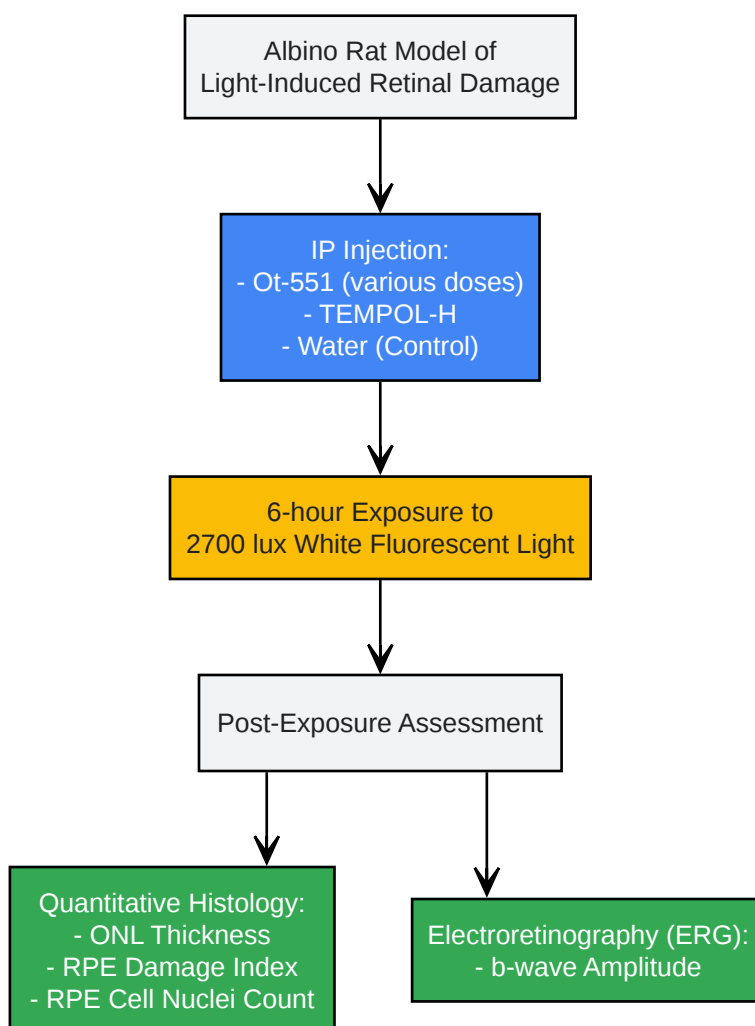 Albino Rat Model of
Light-Induced Retinal Damage
IP Injection:
- Ot-551 (various doses)
- TEMPOL-H
- Water (Control)
6-hour Exposure to
2700 lux White Fluorescent Light
Post-Exposure Assessment
Quantitative Histology:
- ONL Thickness
- RPE Damage Index
- RPE Cell Nuclei Count
Electroretinography (ERG):
- b-wave Amplitude